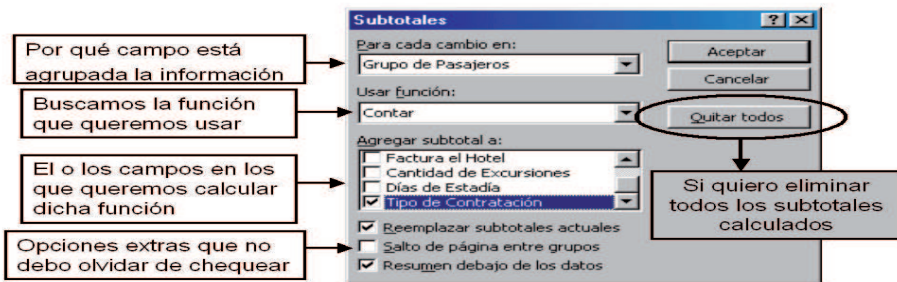 Subtotales
Por qué campo está
agrupada la información
Para cada cambio en:
Grupo de Pasajeros
Aceptar
Cancelar
Buscamos la función
que queremos usar
Usar función:
Contar
Quitar todos
El o los campos en los
que queremos calcular
dicha función
Agregar subtotal a:
Factura el Hotel
Cantidad de Excursiones
Días de Estadía
Tipo de Contratación
Si quiero eliminar
todos los subtotales
calculados
Opciones extras que no
debo olvidar de chequear
Reemplazar subtotales actuales
Salto de página entre grupos
Resumen debajo de los datos